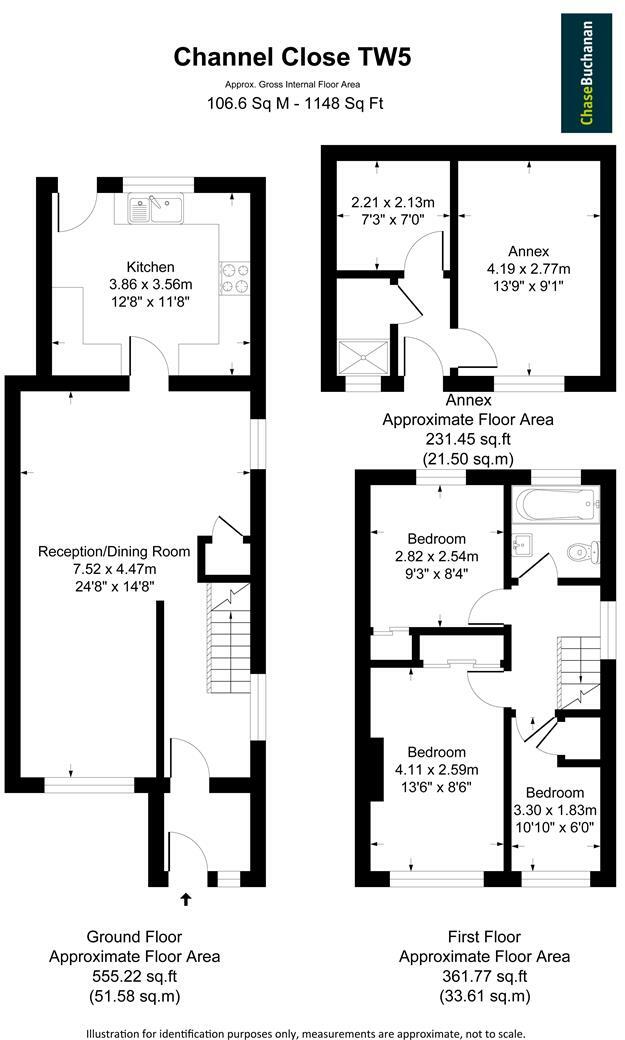 Channel Close TW5
Approx. Gross Internal Floor Area
106.6 Sq M - 1148 Sq Ft
ChaseBuchanan
Kitchen
3.86 x 3.56m
12'8" x 11'8"
Reception/Dining Room
7.52 x 4.47m
24'8" x 14'8"
Ground Floor
Approximate Floor Area
555.22 sq.ft
(51.58 sq.m)
2.21 x 2.13m
7'3" x 7'0"
Annex
4.19 x 2.77m
13'9" x 9'1"
Annex
Approximate Floor Area
231.45 sq.ft
(21.50 sq.m)
Bedroom
2.82 x 2.54m
9'3" x 8'4"
Bedroom
4.11 x 2.59m
13'6" x 8'6"
Bedroom
3.30 x 1.83m
10'10" x 6'0"
First Floor
Approximate Floor Area
361.77 sq.ft
(33.61 sq.m)
Illustration for identification purposes only, measurements are approximate, not to scale.